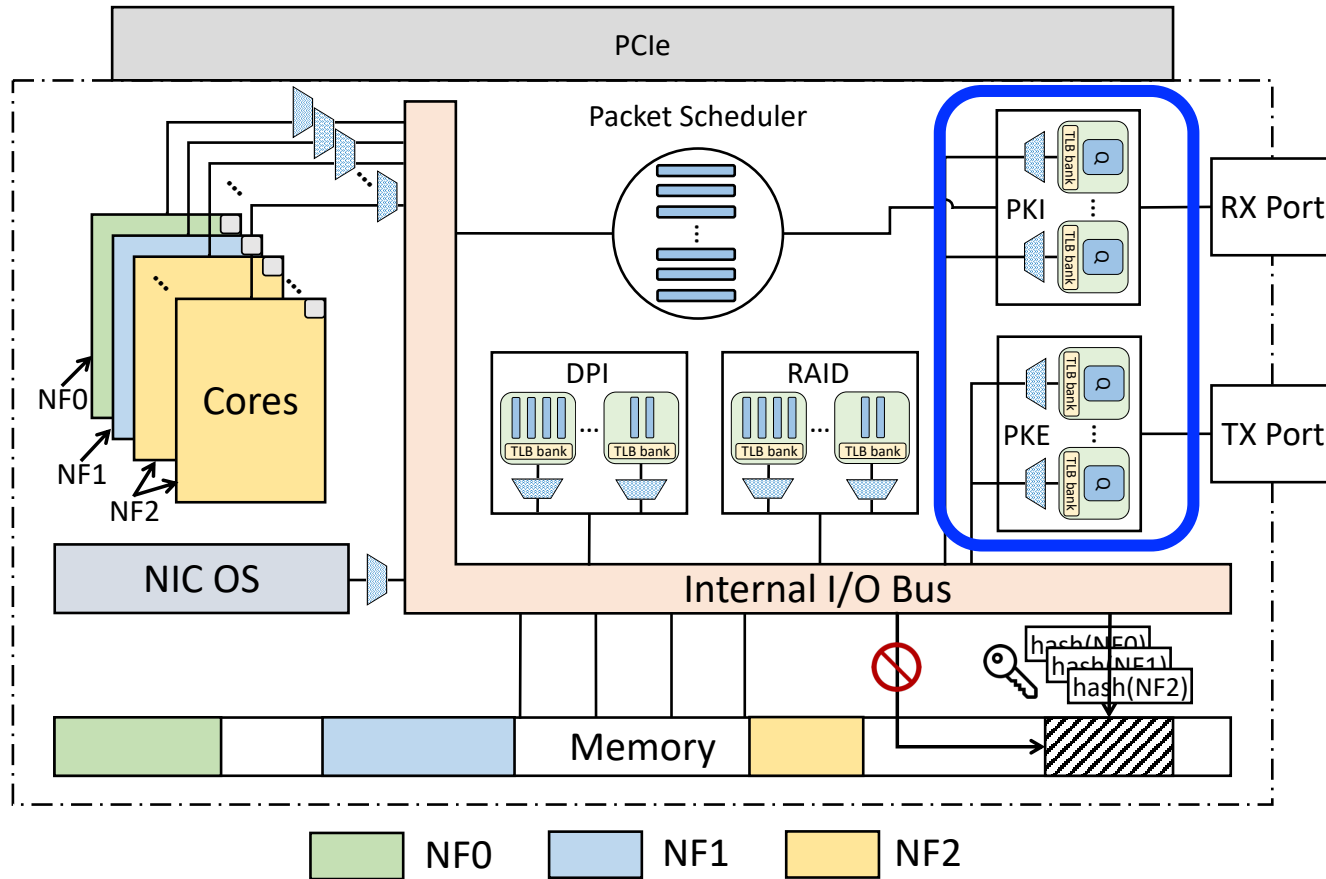 PCIe
Packet Scheduler
PKI
TLB bank
Q
TLB bank
Q
RX Port
NF0
NF1
NF2
Cores
DPI
TLB bank
...
TLB bank
RAID
TLB bank
...
TLB bank
PKE
TLB bank
Q
TLB bank
Q
TX Port
NIC OS
Internal I/O Bus
hash(NF0)
hash(NF1)
hash(NF2)
Memory
NF0
NF1
NF2